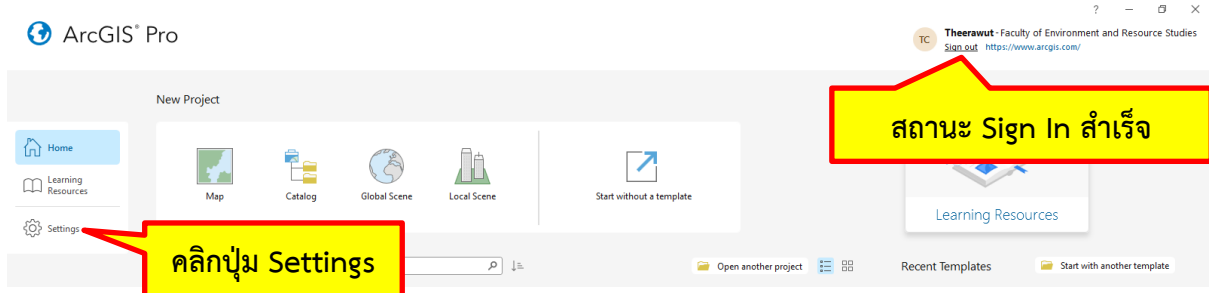 ArcGIS® Pro
?
TC
Theerawut - Faculty of Environment and Resource Studies
Sign out https://www.arcgis.com/
New Project
สถานะ Sign In สำเร็จ
Home
Learning
Resources
Settings
Map
Catalog
Global Scene
Local Scene
Start without a template
Learning Resources
คลิกปุ่ม Settings
Open another project
Recent Templates
Start with another template